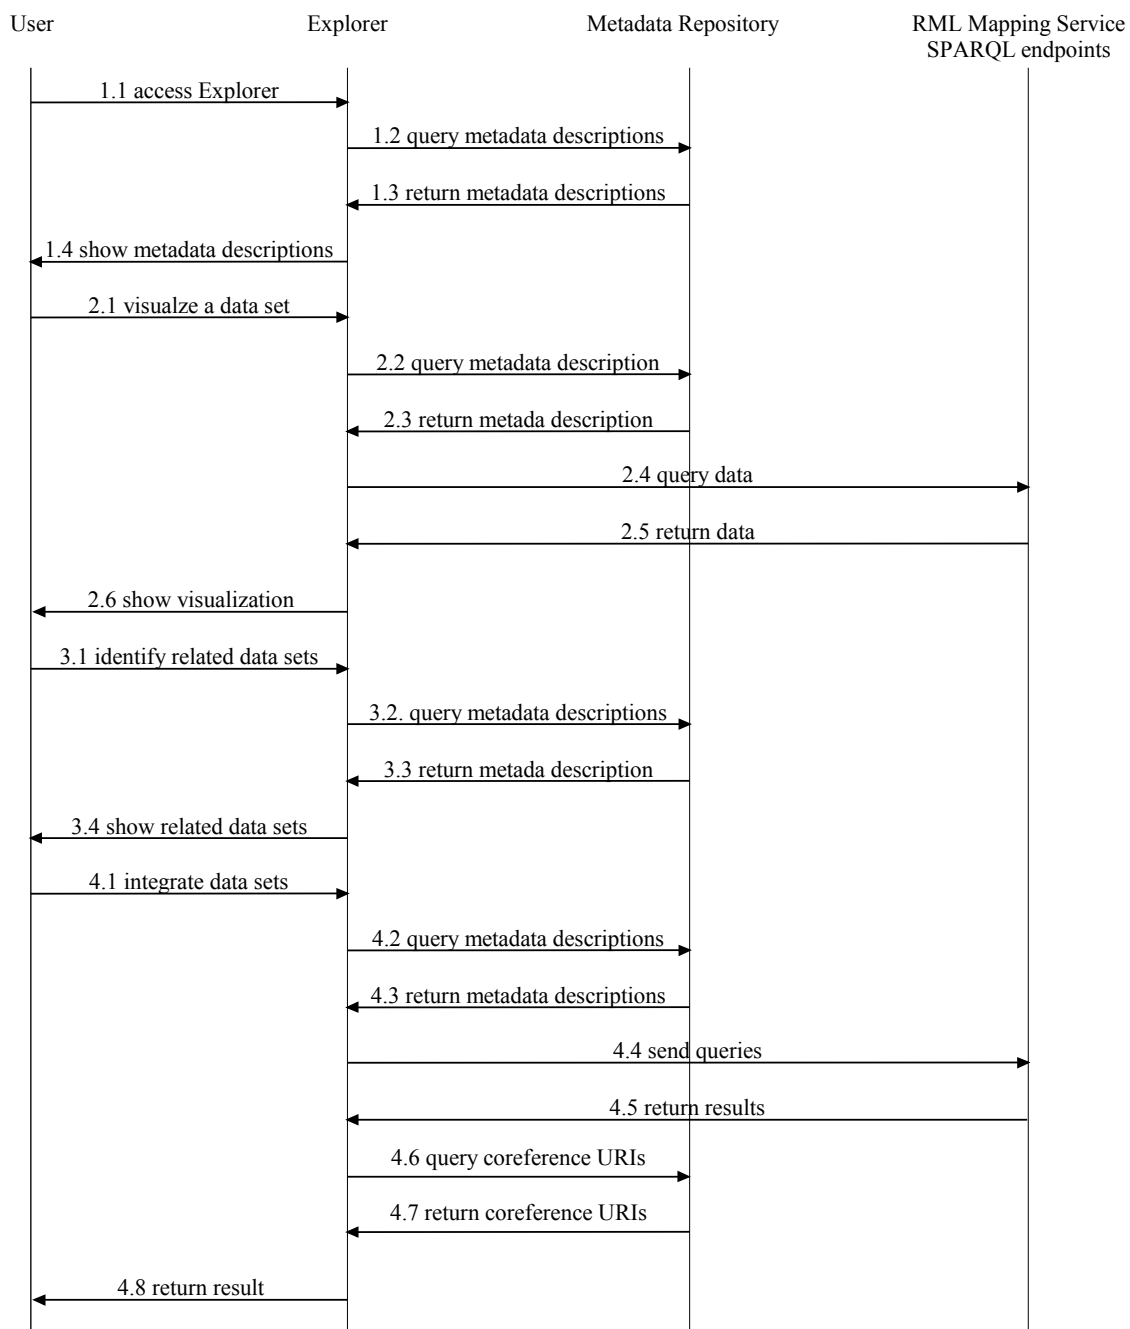 User
Explorer
Metadata Repository
RML Mapping Service
SPARQL endpoints
1.1 access Explorer
1.2 query metadata descriptions
1.3 return metadata descriptions
1.4 show metadata descriptions
2.1 visualze a data set
2.2 query metadata description
2.3 return metada description
2.4 query data
2.5 return data
2.6 show visualization
3.1 identify related data sets
3.2. query metadata descriptions
3.3 return metada description
3.4 show related data sets
4.1 integrate data sets
4.2 query metadata descriptions
4.3 return metadata descriptions
4.4 send queries
4.5 return results
4.6 query coreference URIs
4.7 return coreference URIs
4.8 return result